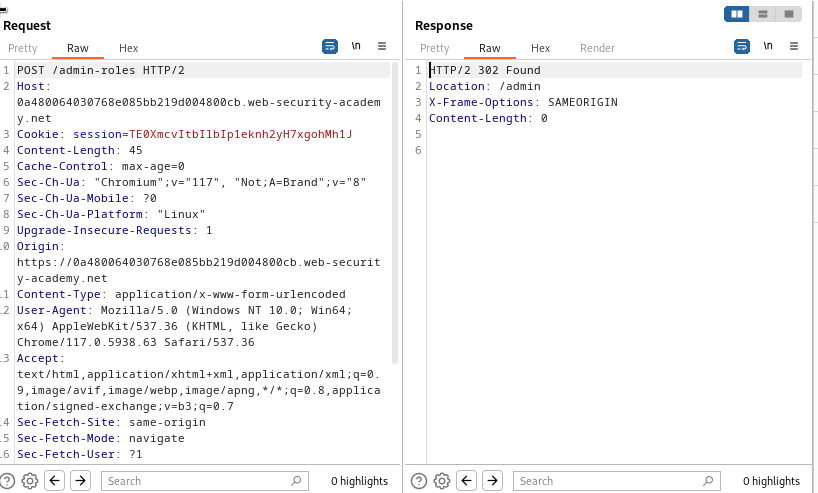 Request
Pretty Raw Hex \n
1 POST /admin-roles HTTP/2
2 Host:
0a480064030768e085bb219d004800cb.web-security-academ
y.net
3 Cookie: session=TE0XmcvItbIlbIp1eknh2yH7xgohMh1J
4 Content-Length: 45
5 Cache-Control: max-age=0
6 Sec-Ch-Ua: "Chromium";v="117", "Not;A=Brand";v="8"
7 Sec-Ch-Ua-Mobile: ?0
8 Sec-Ch-Ua-Platform: "Linux"
9 Upgrade-Insecure-Requests: 1
10 Origin:
https://0a480064030768e085bb219d004800cb.web-securit
y-academy.net
11 Content-Type: application/x-www-form-urlencoded
12 User-Agent: Mozilla/5.0 (Windows NT 10.0; Win64;
x64) AppleWebKit/537.36 (KHTML, like Gecko)
Chrome/117.0.5938.63 Safari/537.36
13 Accept:
text/html,application/xhtml+xml,application/xml;q=0.
9,image/avif,image/webp,image/apng,*/*;q=0.8,applica
tion/signed-exchange;v=b3;q=0.7
14 Sec-Fetch-Site: same-origin
15 Sec-Fetch-Mode: navigate
16 Sec-Fetch-User: ?1
Search 0 highlights
Response
Pretty Raw Hex Render \n
1 HTTP/2 302 Found
2 Location: /admin
3 X-Frame-Options: SAMEORIGIN
4 Content-Length: 0
5
6
Search 0 highlights